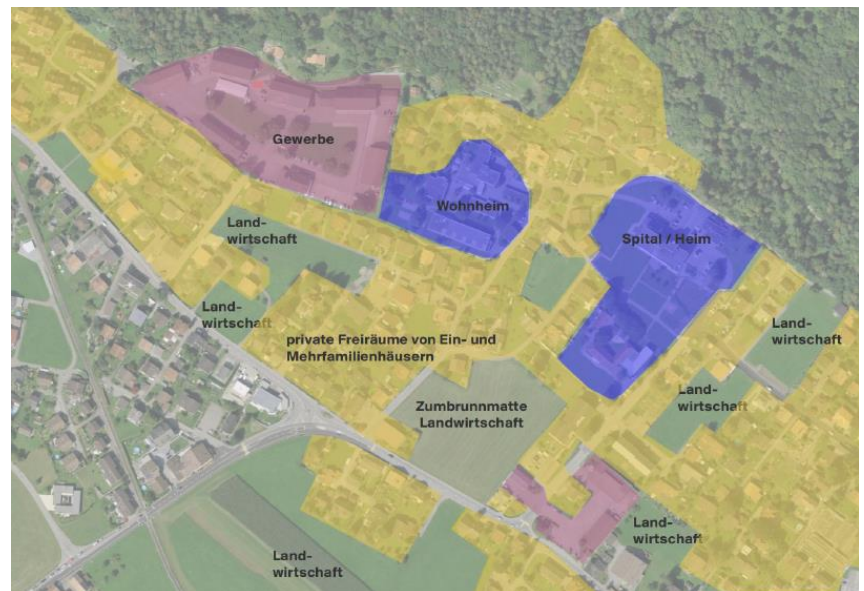 Gewerbe
Wohnheim
Land-
wirtschaft
Spital / Heim
Land-
wirtschaft
Land-
wirtschaft
private Freiräume von Ein- und
Mehrfamilienhäusern
Land-
wirtschaft
Zumbrunnmatte
Landwirtschaft
Land-
wirtschaft
Land-
wirtschaft